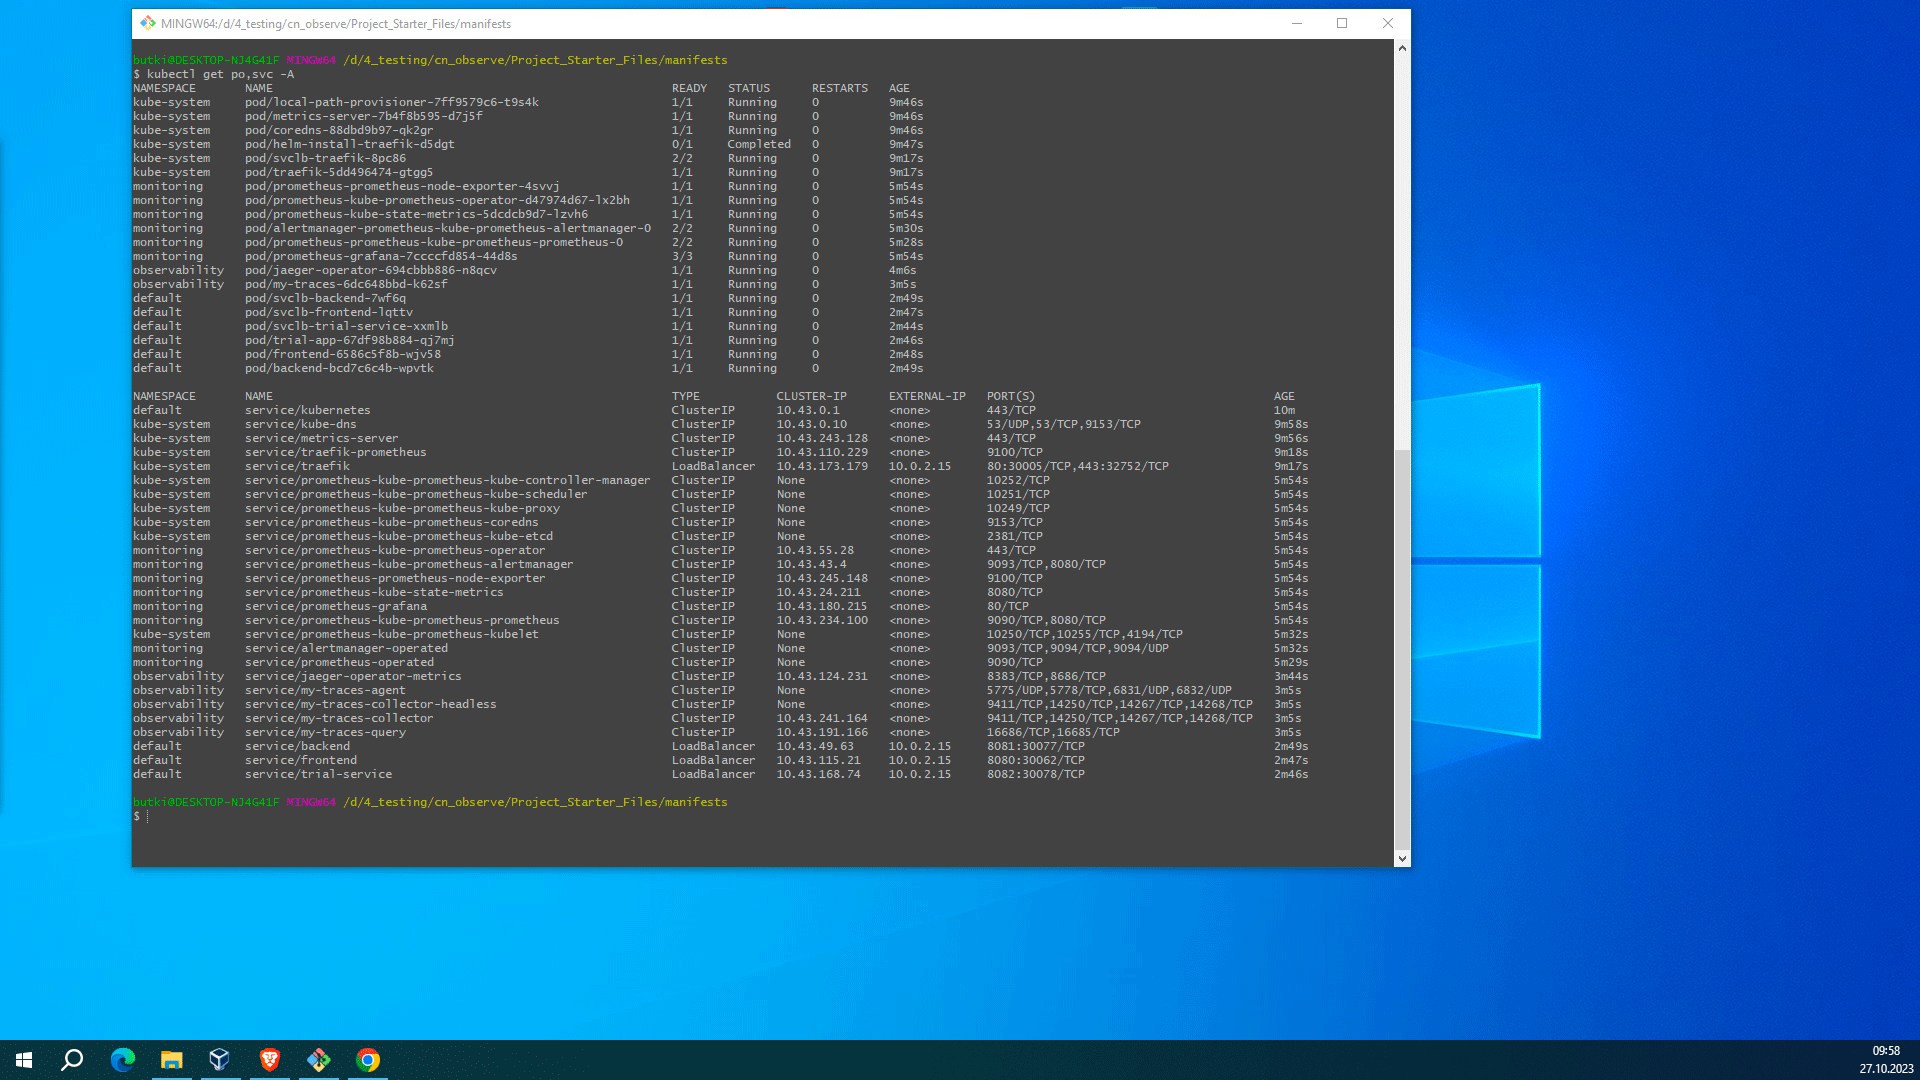 MINGW64:/d/4_testing/cn_observe/Project_Starter_Files/manifests
butki@DESKTOP-NJ4G41F MINGW64 /d/4_testing/cn_observe/Project_Starter_Files/manifests
$ kubectl get po,svc -A
NAMESPACE NAME READY STATUS RESTARTS AGE
kube-system pod/local-path-provisioner-7ff9579c6-t9s4k 1/1 Running 0 9m46s
kube-system pod/metrics-server-7b4f8b595-d7j5f 1/1 Running 0 9m46s
kube-system pod/coredns-88dbd9b97-qk2gr 1/1 Running 0 9m46s
kube-system pod/helm-install-traefik-d5dgt 0/1 Completed 0 9m47s
kube-system pod/svclb-traefik-8pc86 2/2 Running 0 9m17s
kube-system pod/traefik-5dd496474-gtgg5 1/1 Running 0 9m17s
monitoring pod/prometheus-prometheus-node-exporter-4svvj 1/1 Running 0 5m54s
monitoring pod/prometheus-kube-prometheus-operator-d47974d67-lx2bh 1/1 Running 0 5m54s
monitoring pod/prometheus-kube-state-metrics-5dcdcb9d7-lzvh6 1/1 Running 0 5m54s
monitoring pod/alertmanager-prometheus-kube-prometheus-alertmanager-0 2/2 Running 0 5m30s
monitoring pod/prometheus-prometheus-kube-prometheus-prometheus-0 2/2 Running 0 5m28s
monitoring pod/prometheus-grafana-7ccccfd854-44d8s 3/3 Running 0 5m54s
observability pod/jaeger-operator-694cbbb886-n8qcv 1/1 Running 0 4m6s
observability pod/my-traces-6dc648bbd-k62sf 1/1 Running 0 3m5s
default pod/svclb-backend-7wf6q 1/1 Running 0 2m49s
default pod/svclb-frontend-lqttv 1/1 Running 0 2m47s
default pod/svclb-trial-service-xxmlb 1/1 Running 0 2m44s
default pod/trial-app-67df98b884-qj7mj 1/1 Running 0 2m46s
default pod/frontend-6586c5f8b-wjv58 1/1 Running 0 2m48s
default pod/backend-bcd7c6c4b-wpvtk 1/1 Running 0 2m49s
NAMESPACE NAME TYPE CLUSTER-IP EXTERNAL-IP PORT(S) AGE
default service/kubernetes ClusterIP 10.43.0.1 <none> 443/TCP 10m
kube-system service/kube-dns ClusterIP 10.43.0.10 <none> 53/UDP,53/TCP,9153/TCP 9m58s
kube-system service/metrics-server ClusterIP 10.43.243.128 <none> 443/TCP 9m56s
kube-system service/traefik-prometheus ClusterIP 10.43.110.229 <none> 9100/TCP 9m18s
kube-system service/traefik LoadBalancer 10.43.173.179 10.0.2.15 80:30005/TCP,443:32752/TCP 9m17s
kube-system service/prometheus-kube-prometheus-kube-controller-manager ClusterIP None <none> 10252/TCP 5m54s
kube-system service/prometheus-kube-prometheus-kube-scheduler ClusterIP None <none> 10251/TCP 5m54s
kube-system service/prometheus-kube-prometheus-kube-proxy ClusterIP None <none> 10249/TCP 5m54s
kube-system service/prometheus-kube-prometheus-coredns ClusterIP None <none> 9153/TCP 5m54s
kube-system service/prometheus-kube-prometheus-kube-etcd ClusterIP None <none> 2381/TCP 5m54s
monitoring service/prometheus-kube-prometheus-operator ClusterIP 10.43.55.28 <none> 443/TCP 5m54s
monitoring service/prometheus-kube-prometheus-alertmanager ClusterIP 10.43.43.4 <none> 9093/TCP,8080/TCP 5m54s
monitoring service/prometheus-prometheus-node-exporter ClusterIP 10.43.245.148 <none> 9100/TCP 5m54s
monitoring service/prometheus-kube-state-metrics ClusterIP 10.43.24.211 <none> 8080/TCP 5m54s
monitoring service/prometheus-grafana ClusterIP 10.43.180.215 <none> 80/TCP 5m54s
monitoring service/prometheus-kube-prometheus-prometheus ClusterIP 10.43.234.100 <none> 9090/TCP,8080/TCP 5m54s
kube-system service/prometheus-kube-prometheus-kubelet ClusterIP None <none> 10250/TCP,10255/TCP,4194/TCP 5m32s
monitoring service/alertmanager-operated ClusterIP None <none> 9093/TCP,9094/TCP,9094/UDP 5m32s
monitoring service/prometheus-operated ClusterIP None <none> 9090/TCP 5m29s
observability service/jaeger-operator-metrics ClusterIP 10.43.124.231 <none> 8383/TCP,8686/TCP 3m44s
observability service/my-traces-agent ClusterIP None <none> 5775/UDP,5778/TCP,6831/UDP,6832/UDP 3m5s
observability service/my-traces-collector-headless ClusterIP None <none> 9411/TCP,14250/TCP,14267/TCP,14268/TCP 3m5s
observability service/my-traces-collector ClusterIP 10.43.241.164 <none> 9411/TCP,14250/TCP,14267/TCP,14268/TCP 3m5s
observability service/my-traces-query ClusterIP 10.43.191.166 <none> 16686/TCP,16685/TCP 3m5s
default service/backend LoadBalancer 10.43.49.63 10.0.2.15 8081:30077/TCP 2m49s
default service/frontend LoadBalancer 10.43.115.21 10.0.2.15 8080:30062/TCP 2m47s
default service/trial-service LoadBalancer 10.43.168.74 10.0.2.15 8082:30078/TCP 2m46s
butki@DESKTOP-NJ4G41F MINGW64 /d/4_testing/cn_observe/Project_Starter_Files/manifests
$
09:58
27.10.2023